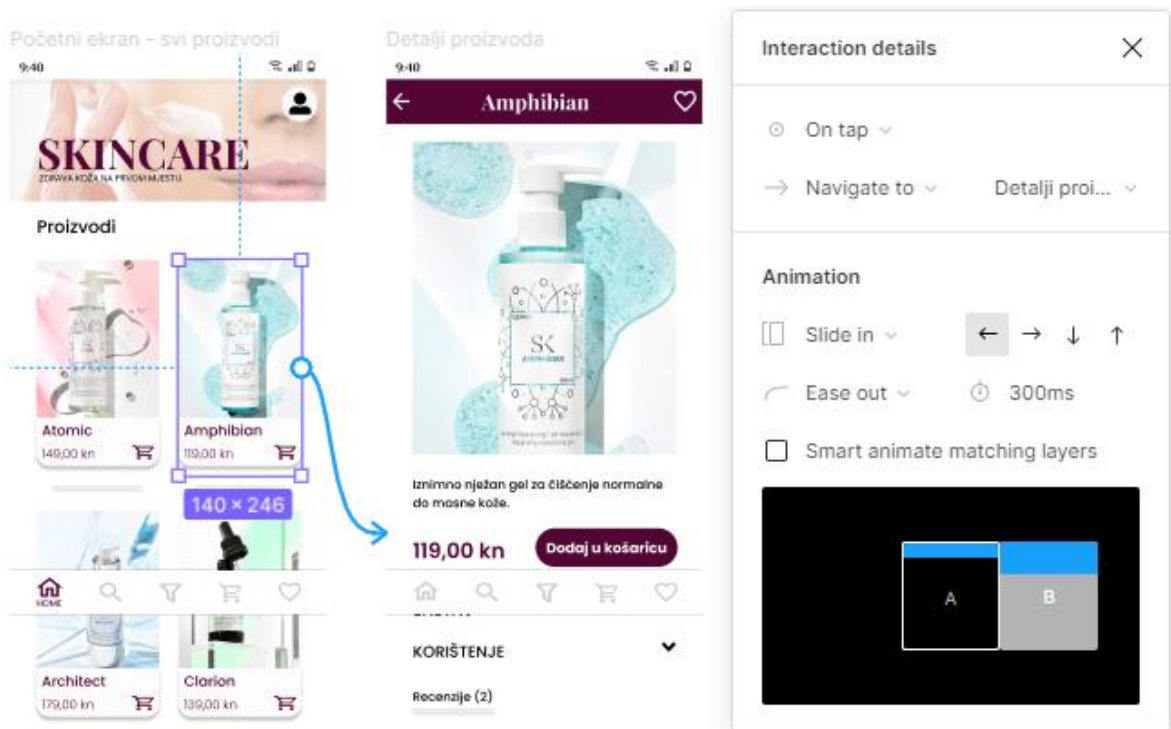 Početni ekran - svi proizvodi
9:40
SKINCARE
ZDRAVA KOŽA NA PRVOM MJESTU.
Proizvodi
Atomic
149,00 kn
Amphibian
119,00 kn
140 × 246
HOME
Architect
179,00 kn
Clarion
139,00 kn
Detalji proizvoda
9:40
Amphibian
SK
AMPHIBIAN
Iznimno nježan gel za čišćenje normalne
do masne kože.
119,00 kn
Dodaj u košaricu
KORIŠTENJE
Recenzije (2)
Interaction details
On tap
Navigate to
Detalji proi...
Animation
Slide in
Ease out
300ms
Smart animate matching layers
A
B